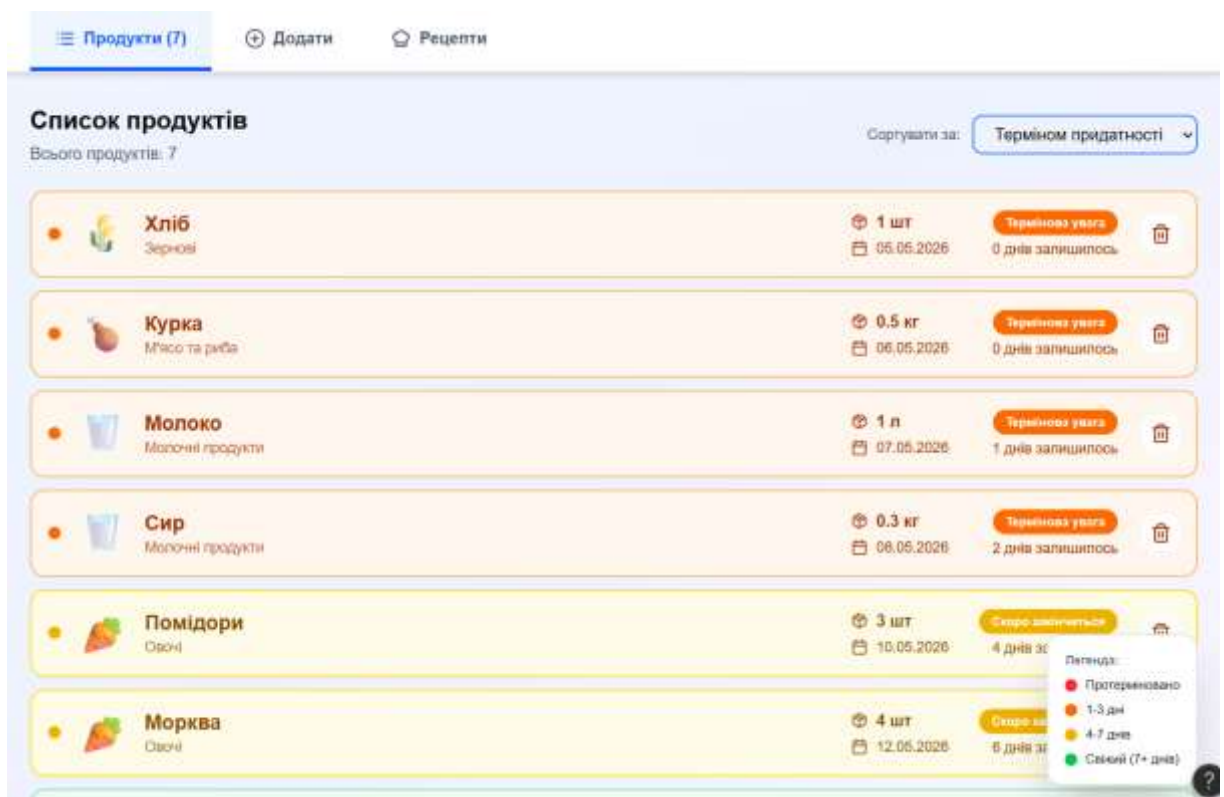 Продукти (7)
Додати
Рецепти
Список продуктів
Всього продуктів: 7
Сортувати за:
Терміном придатності
Хліб
Зернові
1 шт
05.05.2026
Термінова увага
0 днів залишилось
Курка
М'ясо та риба
0.5 кг
06.05.2026
Термінова увага
0 днів залишилось
Молоко
Молочні продукти
1 л
07.05.2026
Термінова увага
1 днів залишилось
Сир
Молочні продукти
0.3 кг
08.05.2026
Термінова увага
2 днів залишилось
Помідори
Овочі
3 шт
10.05.2026
Скоро закінчиться
4 днів
Морква
Овочі
4 шт
12.05.2026
Скоро
6 днів
Легенда:
Протерміновано
1-3 дні
4-7 днів
Свіжий (7+ днів)
?